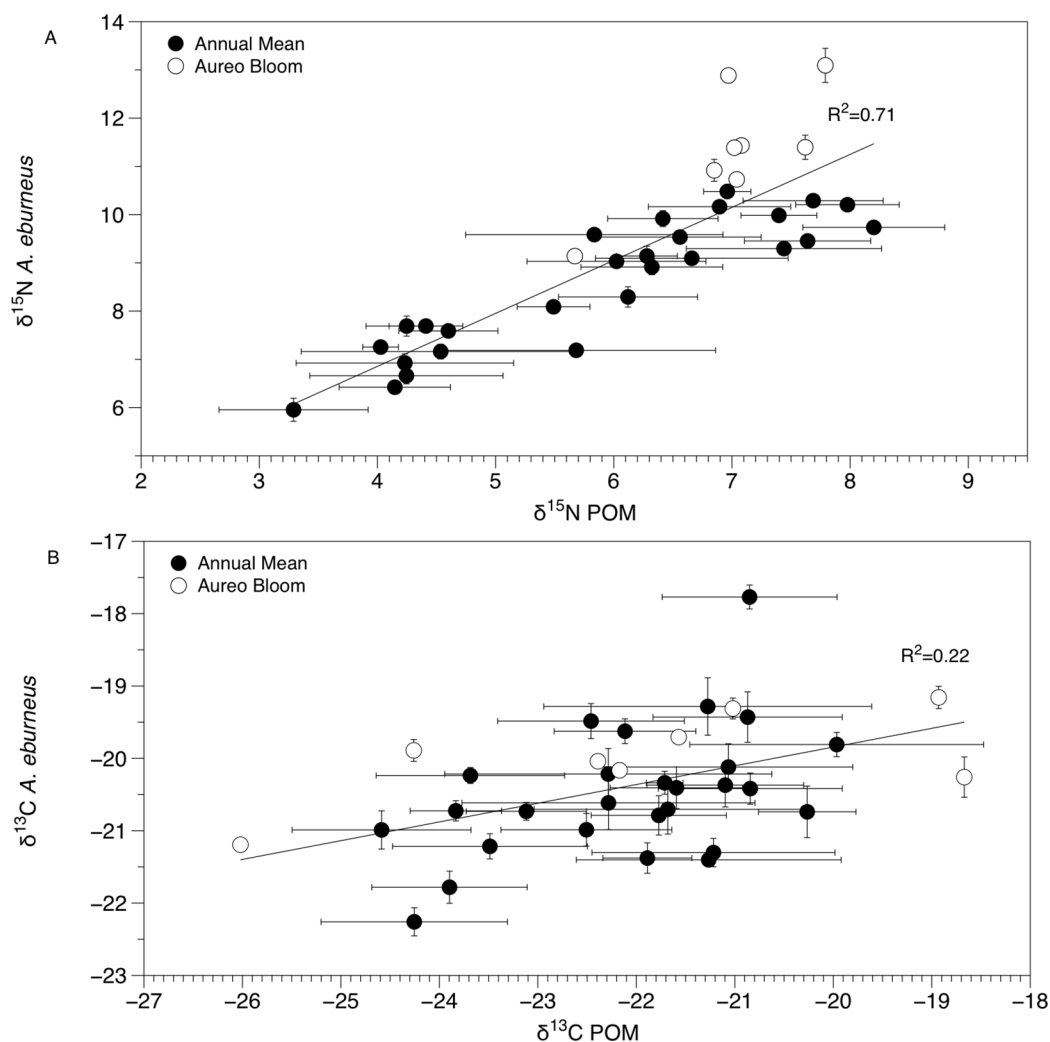 A
Annual Mean
Aureo Bloom
R²=0.71
14
12
10
8
6
δ¹⁵N A. eburneus
2 3 4 5 6 7 8 9
δ¹⁵N POM
B
Annual Mean
Aureo Bloom
R²=0.22
−17
−18
−19
−20
−21
−22
−23
δ¹³C A. eburneus
−27 −26 −25 −24 −23 −22 −21 −20 −19 −18
δ¹³C POM